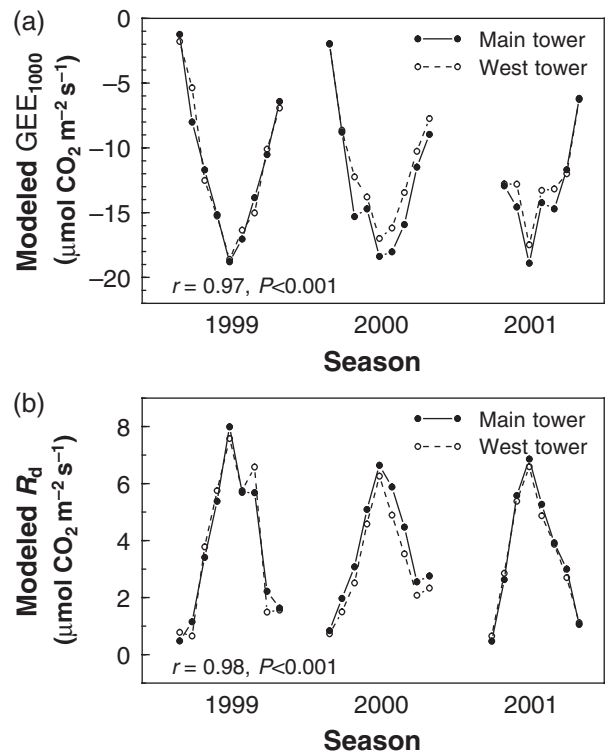 (a)
Modeled GEE1000
(μmol CO2 m−2 s−1)
0
−5
−10
−15
−20
Main tower
West tower
r = 0.97, P<0.001
1999 2000 2001
Season
(b)
Modeled Rd
(μmol CO2 m−2 s−1)
8
6
4
2
0
Main tower
West tower
r = 0.98, P<0.001
1999 2000 2001
Season